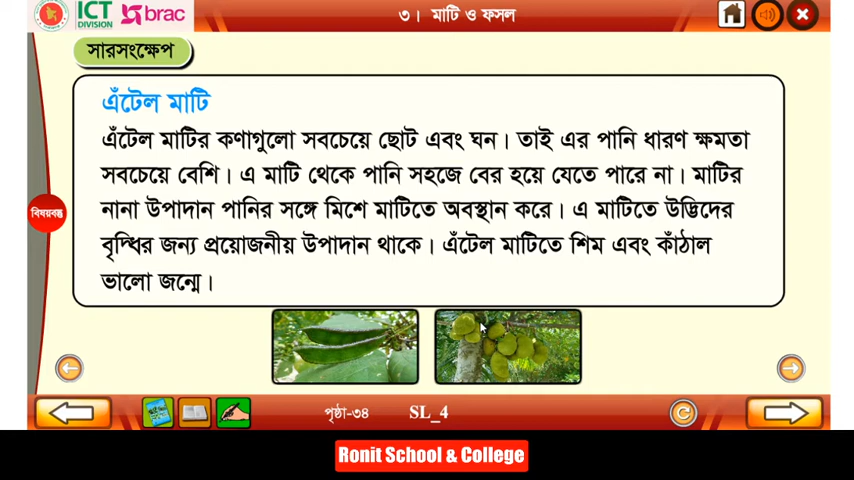 ICT
DIVISION
brac
৩। মাটি ও ফসল
সারসংক্ষেপ
এঁটেল মাটি
এঁটেল মাটির কণাগুলো সবচেয়ে ছোট এবং ঘন। তাই এর পানি ধারণ ক্ষমতা
সবচেয়ে বেশি। এ মাটি থেকে পানি সহজে বের হয়ে যেতে পারে না। মাটির
নানা উপাদান পানির সঙ্গে মিশে মাটিতে অবস্থান করে। এ মাটিতে উদ্ভিদের
বৃদ্ধির জন্য প্রয়োজনীয় উপাদান থাকে। এঁটেল মাটিতে শিম এবং কাঁঠাল
ভালো জন্মে।
বিষয়বস্তু
পৃষ্ঠা-৩৪
SL_4
Ronit School & College